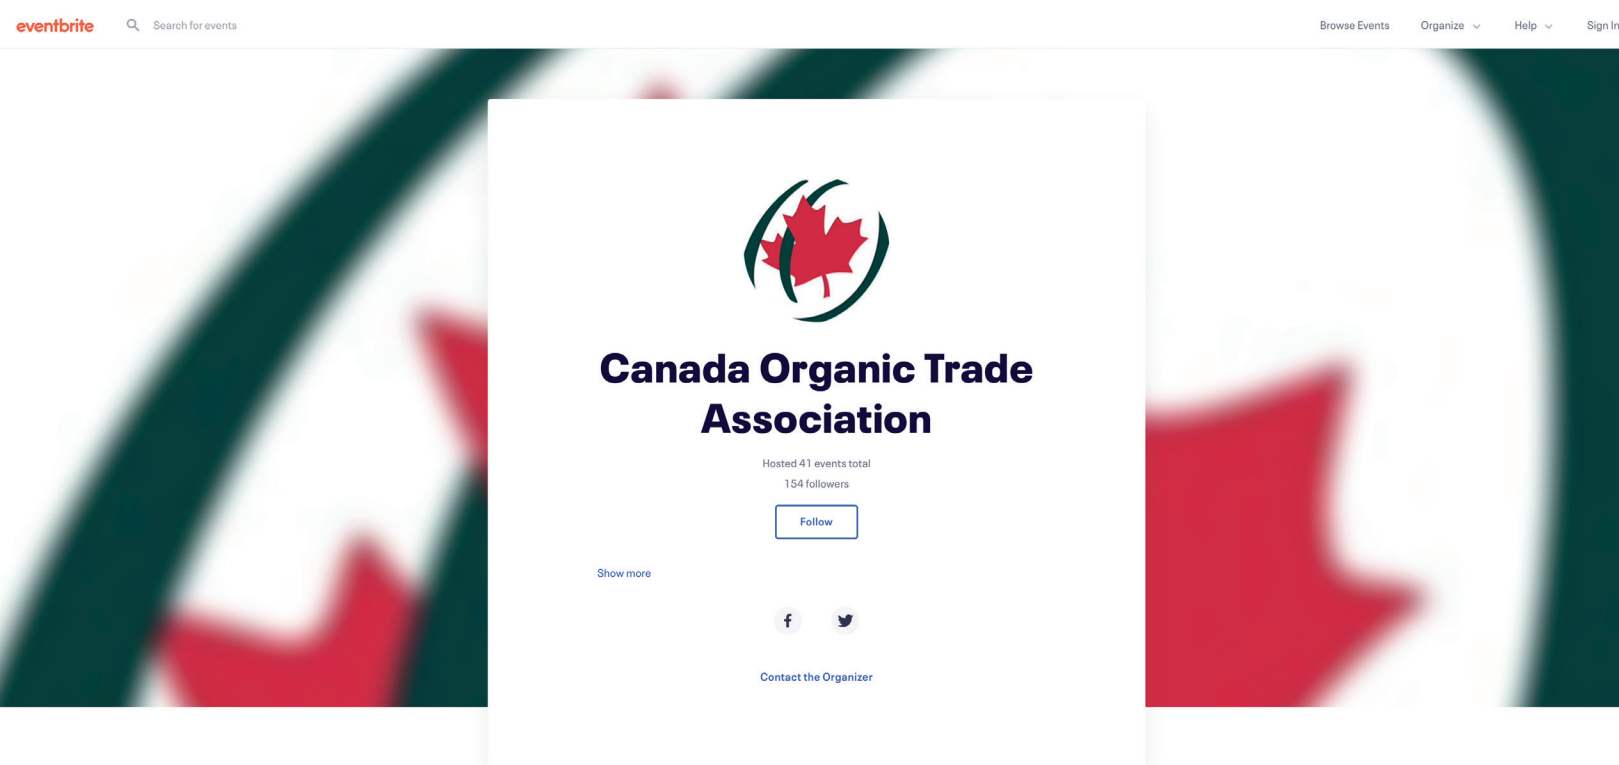 eventbrite
Search for events
Browse Events
Organize
Help
Sign In
Canada Organic Trade
Association
Hosted 41 events total
154 followers
Follow
Show more
Contact the Organizer